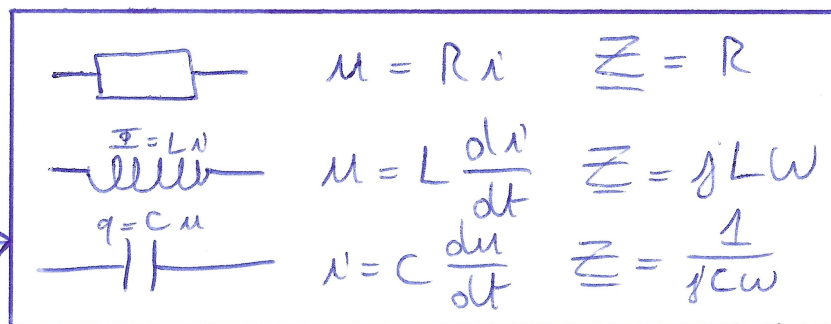 u = R i Z = R
Φ = L i
u = L di/dt Z = jLω
q = C u
i = C du/dt Z = 1/jCω